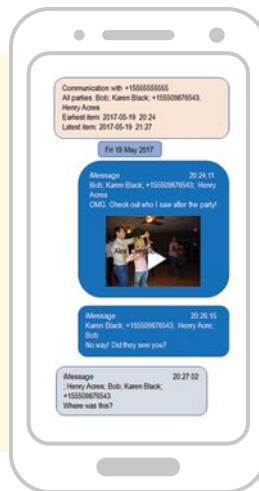 Communication with +15555555555
All parties: Bob; Karen Black; +155509876543;
Henry Acres
Earliest item: 2017-05-19 20:24
Latest item: 2017-05-19 21:27
Fri 19 May 2017
iMessage 20:24:11
Bob; Karen Black; +155509876543; Henry
Acres
OMG. Check out who I saw after the party!
Alex
iMessage 20:26:15
Karen Black; +155509876543; Henry Acre;
Bob
No way! Did they see you?
iMessage 20:27:02
; Henry Acres; Bob; Karen Black;
+155509876543
Where was this?